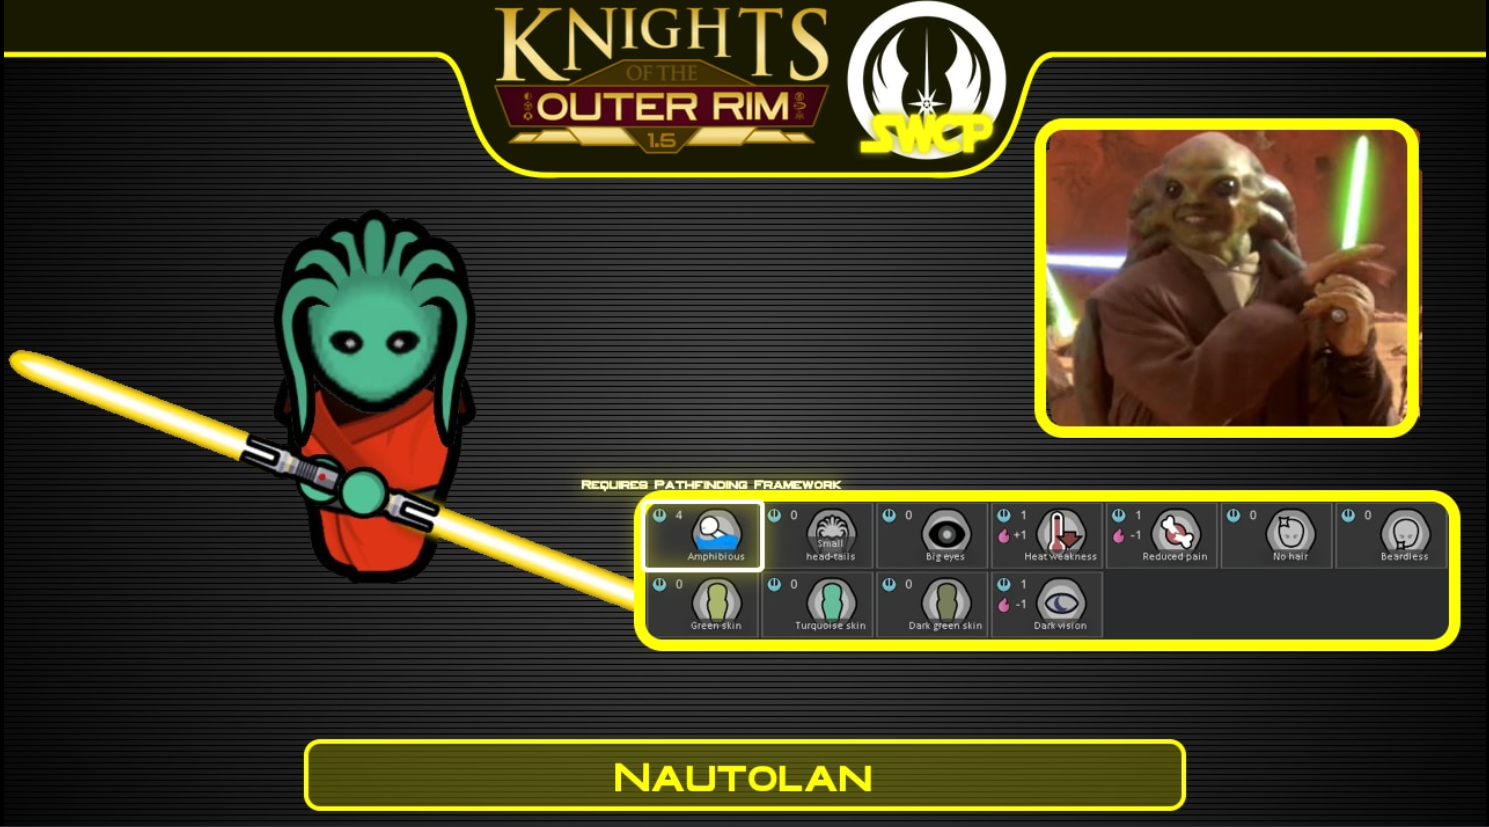 KNIGHTS
OF THE
OUTER RIM
1.5
SWCP
REQUIRES PATHFINDING FRAMEWORK
4
Amphibious
0
Small
head-tails
0
Big eyes
1
+1
Heat weakness
1
-1
Reduced pain
0
No hair
0
Beardless
0
Green skin
0
Turquoise skin
0
Dark green skin
1
-1
Dark vision
NAUTOLAN